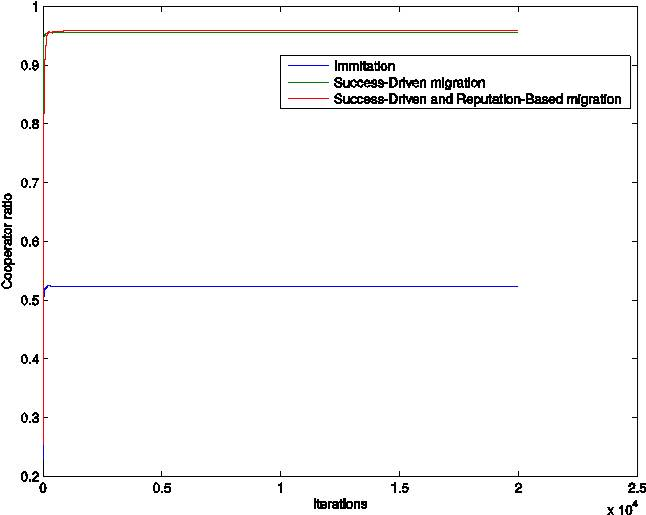 1
0.9
0.8
0.7
0.6
0.5
0.4
0.3
0.2
Cooperator ratio
Immitation
Success-Driven migration
Success-Driven and Reputation-Based migration
0 0.5 1 1.5 2 2.5
Iterations
x 10^4